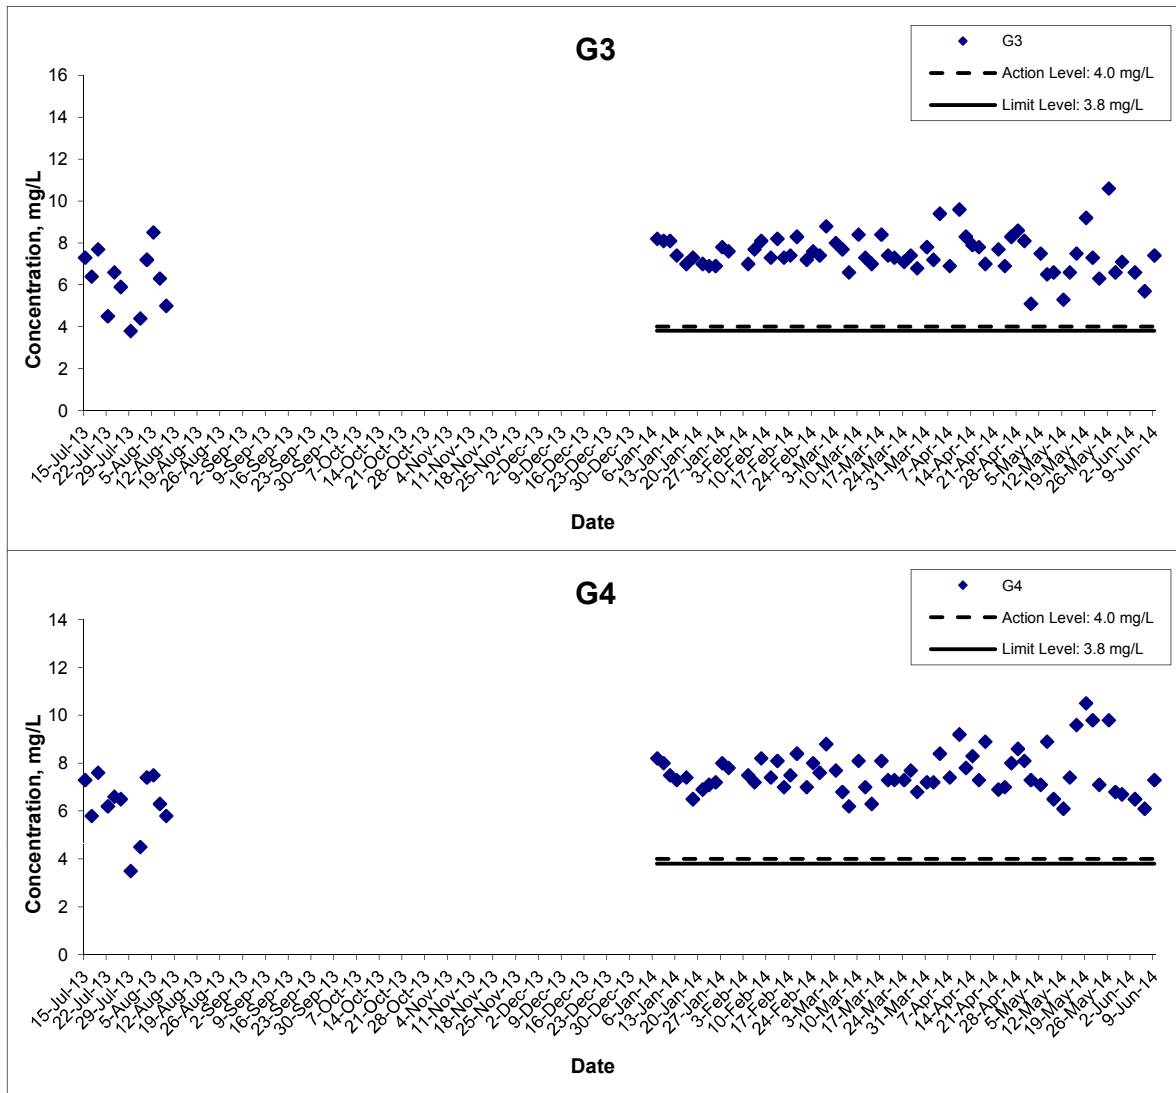 G3
G3
Action Level: 4.0 mg/L
Limit Level: 3.8 mg/L
Concentration, mg/L
16
14
12
10
8
6
4
2
0
15-Jul-13
22-Jul-13
29-Jul-13
5-Aug-13
12-Aug-13
19-Aug-13
26-Aug-13
2-Sep-13
9-Sep-13
16-Sep-13
23-Sep-13
30-Sep-13
7-Oct-13
14-Oct-13
21-Oct-13
28-Oct-13
4-Nov-13
11-Nov-13
18-Nov-13
25-Nov-13
2-Dec-13
9-Dec-13
16-Dec-13
23-Dec-13
30-Dec-13
6-Jan-14
13-Jan-14
20-Jan-14
27-Jan-14
3-Feb-14
10-Feb-14
17-Feb-14
24-Feb-14
3-Mar-14
10-Mar-14
17-Mar-14
24-Mar-14
31-Mar-14
7-Apr-14
14-Apr-14
21-Apr-14
28-Apr-14
5-May-14
12-May-14
19-May-14
26-May-14
2-Jun-14
9-Jun-14
Date
G4
G4
Action Level: 4.0 mg/L
Limit Level: 3.8 mg/L
Concentration, mg/L
14
12
10
8
6
4
2
0
15-Jul-13
22-Jul-13
29-Jul-13
5-Aug-13
12-Aug-13
19-Aug-13
26-Aug-13
2-Sep-13
9-Sep-13
16-Sep-13
23-Sep-13
30-Sep-13
7-Oct-13
14-Oct-13
21-Oct-13
28-Oct-13
4-Nov-13
11-Nov-13
18-Nov-13
25-Nov-13
2-Dec-13
9-Dec-13
16-Dec-13
23-Dec-13
30-Dec-13
6-Jan-14
13-Jan-14
20-Jan-14
27-Jan-14
3-Feb-14
10-Feb-14
17-Feb-14
24-Feb-14
3-Mar-14
10-Mar-14
17-Mar-14
24-Mar-14
31-Mar-14
7-Apr-14
14-Apr-14
21-Apr-14
28-Apr-14
5-May-14
12-May-14
19-May-14
26-May-14
2-Jun-14
9-Jun-14
Date